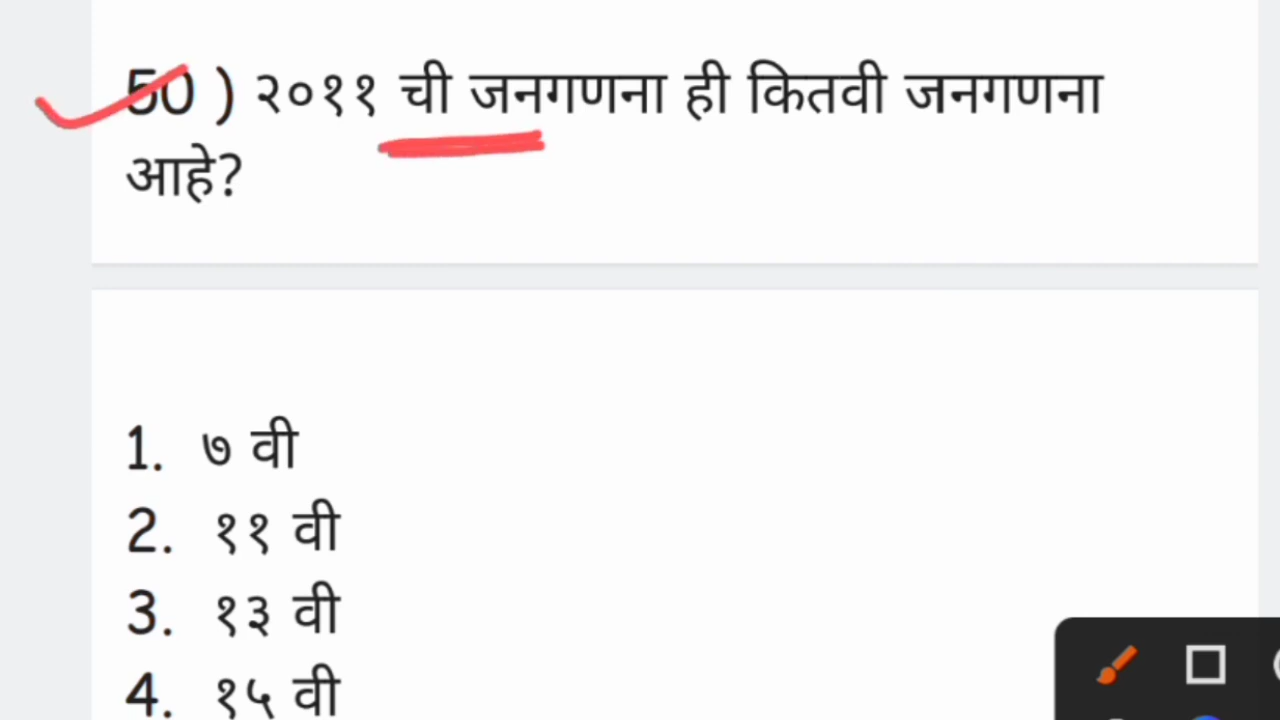 50 ) २०११ ची जनगणना ही कितवी जनगणना
आहे?
1. ७ वी
2. ११ वी
3. १३ वी
4. १५ वी